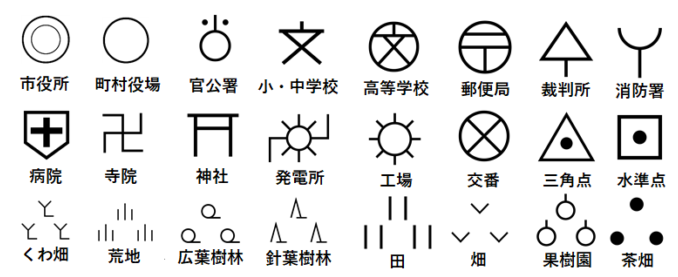 市役所 町村役場 官公署 小・中学校 高等学校 郵便局 裁判所 消防署
病院 寺院 神社 発電所 工場 交番 三角点 水準点
くわ畑 荒地 広葉樹林 針葉樹林 田 畑 果樹園 茶畑